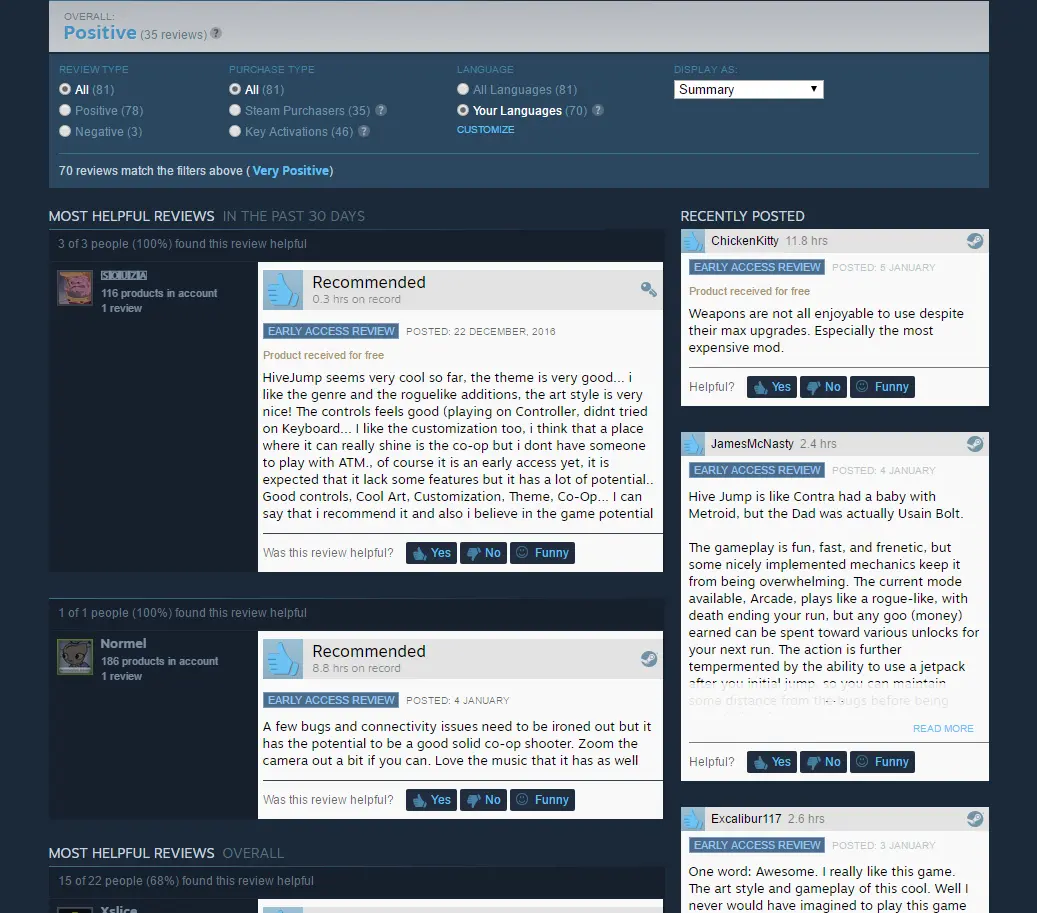 OVERALL:
Positive (35 reviews) ?
REVIEW TYPE
All (81)
Positive (78)
Negative (3)
PURCHASE TYPE
All (81)
Steam Purchasers (35) ?
Key Activations (46) ?
LANGUAGE
All Languages (81)
Your Languages (70) ?
CUSTOMIZE
DISPLAY AS:
Summary
70 reviews match the filters above ( Very Positive)
MOST HELPFUL REVIEWS IN THE PAST 30 DAYS
3 of 3 people (100%) found this review helpful
116 products in account
1 review
Recommended
0.3 hrs on record
EARLY ACCESS REVIEW POSTED: 22 DECEMBER, 2016
Product received for free
HiveJump seems very cool so far, the theme is very good... i
like the genre and the roguelike additions, the art style is very
nice! The controls feels good (playing on Controller, didnt tried
on Keyboard... I like the customization too, i think that a place
where it can really shine is the co-op but i dont have someone
to play with ATM., of course it is an early access yet, it is
expected that it lack some features but it has a lot of potential..
Good controls, Cool Art, Customization, Theme, Co-Op... I can
say that i recommend it and also i believe in the game potential
Was this review helpful? Yes No Funny
1 of 1 people (100%) found this review helpful
Normel
186 products in account
1 review
Recommended
8.8 hrs on record
EARLY ACCESS REVIEW POSTED: 4 JANUARY
A few bugs and connectivity issues need to be ironed out but it
has the potential to be a good solid co-op shooter. Zoom the
camera out a bit if you can. Love the music that it has as well
Was this review helpful? Yes No Funny
MOST HELPFUL REVIEWS OVERALL
15 of 22 people (68%) found this review helpful
Xslice
RECENTLY POSTED
ChickenKitty 11.8 hrs
EARLY ACCESS REVIEW POSTED: 5 JANUARY
Product received for free
Weapons are not all enjoyable to use despite
their max upgrades. Especially the most
expensive mod.
Helpful? Yes No Funny
JamesMcNasty 2.4 hrs
EARLY ACCESS REVIEW POSTED: 4 JANUARY
Hive Jump is like Contra had a baby with
Metroid, but the Dad was actually Usain Bolt.
The gameplay is fun, fast, and frenetic, but
some nicely implemented mechanics keep it
from being overwhelming. The current mode
available, Arcade, plays like a rogue-like, with
death ending your run, but any goo (money)
earned can be spent toward various unlocks for
your next run. The action is further
tempermented by the ability to use a jetpack
after you initial jump, so you can maintain
some distance from the bugs before being
...
READ MORE
Helpful? Yes No Funny
Excalibur117 2.6 hrs
EARLY ACCESS REVIEW POSTED: 3 JANUARY
One word: Awesome. I really like this game.
The art style and gameplay of this cool. Well I
never would have imagined to play this game